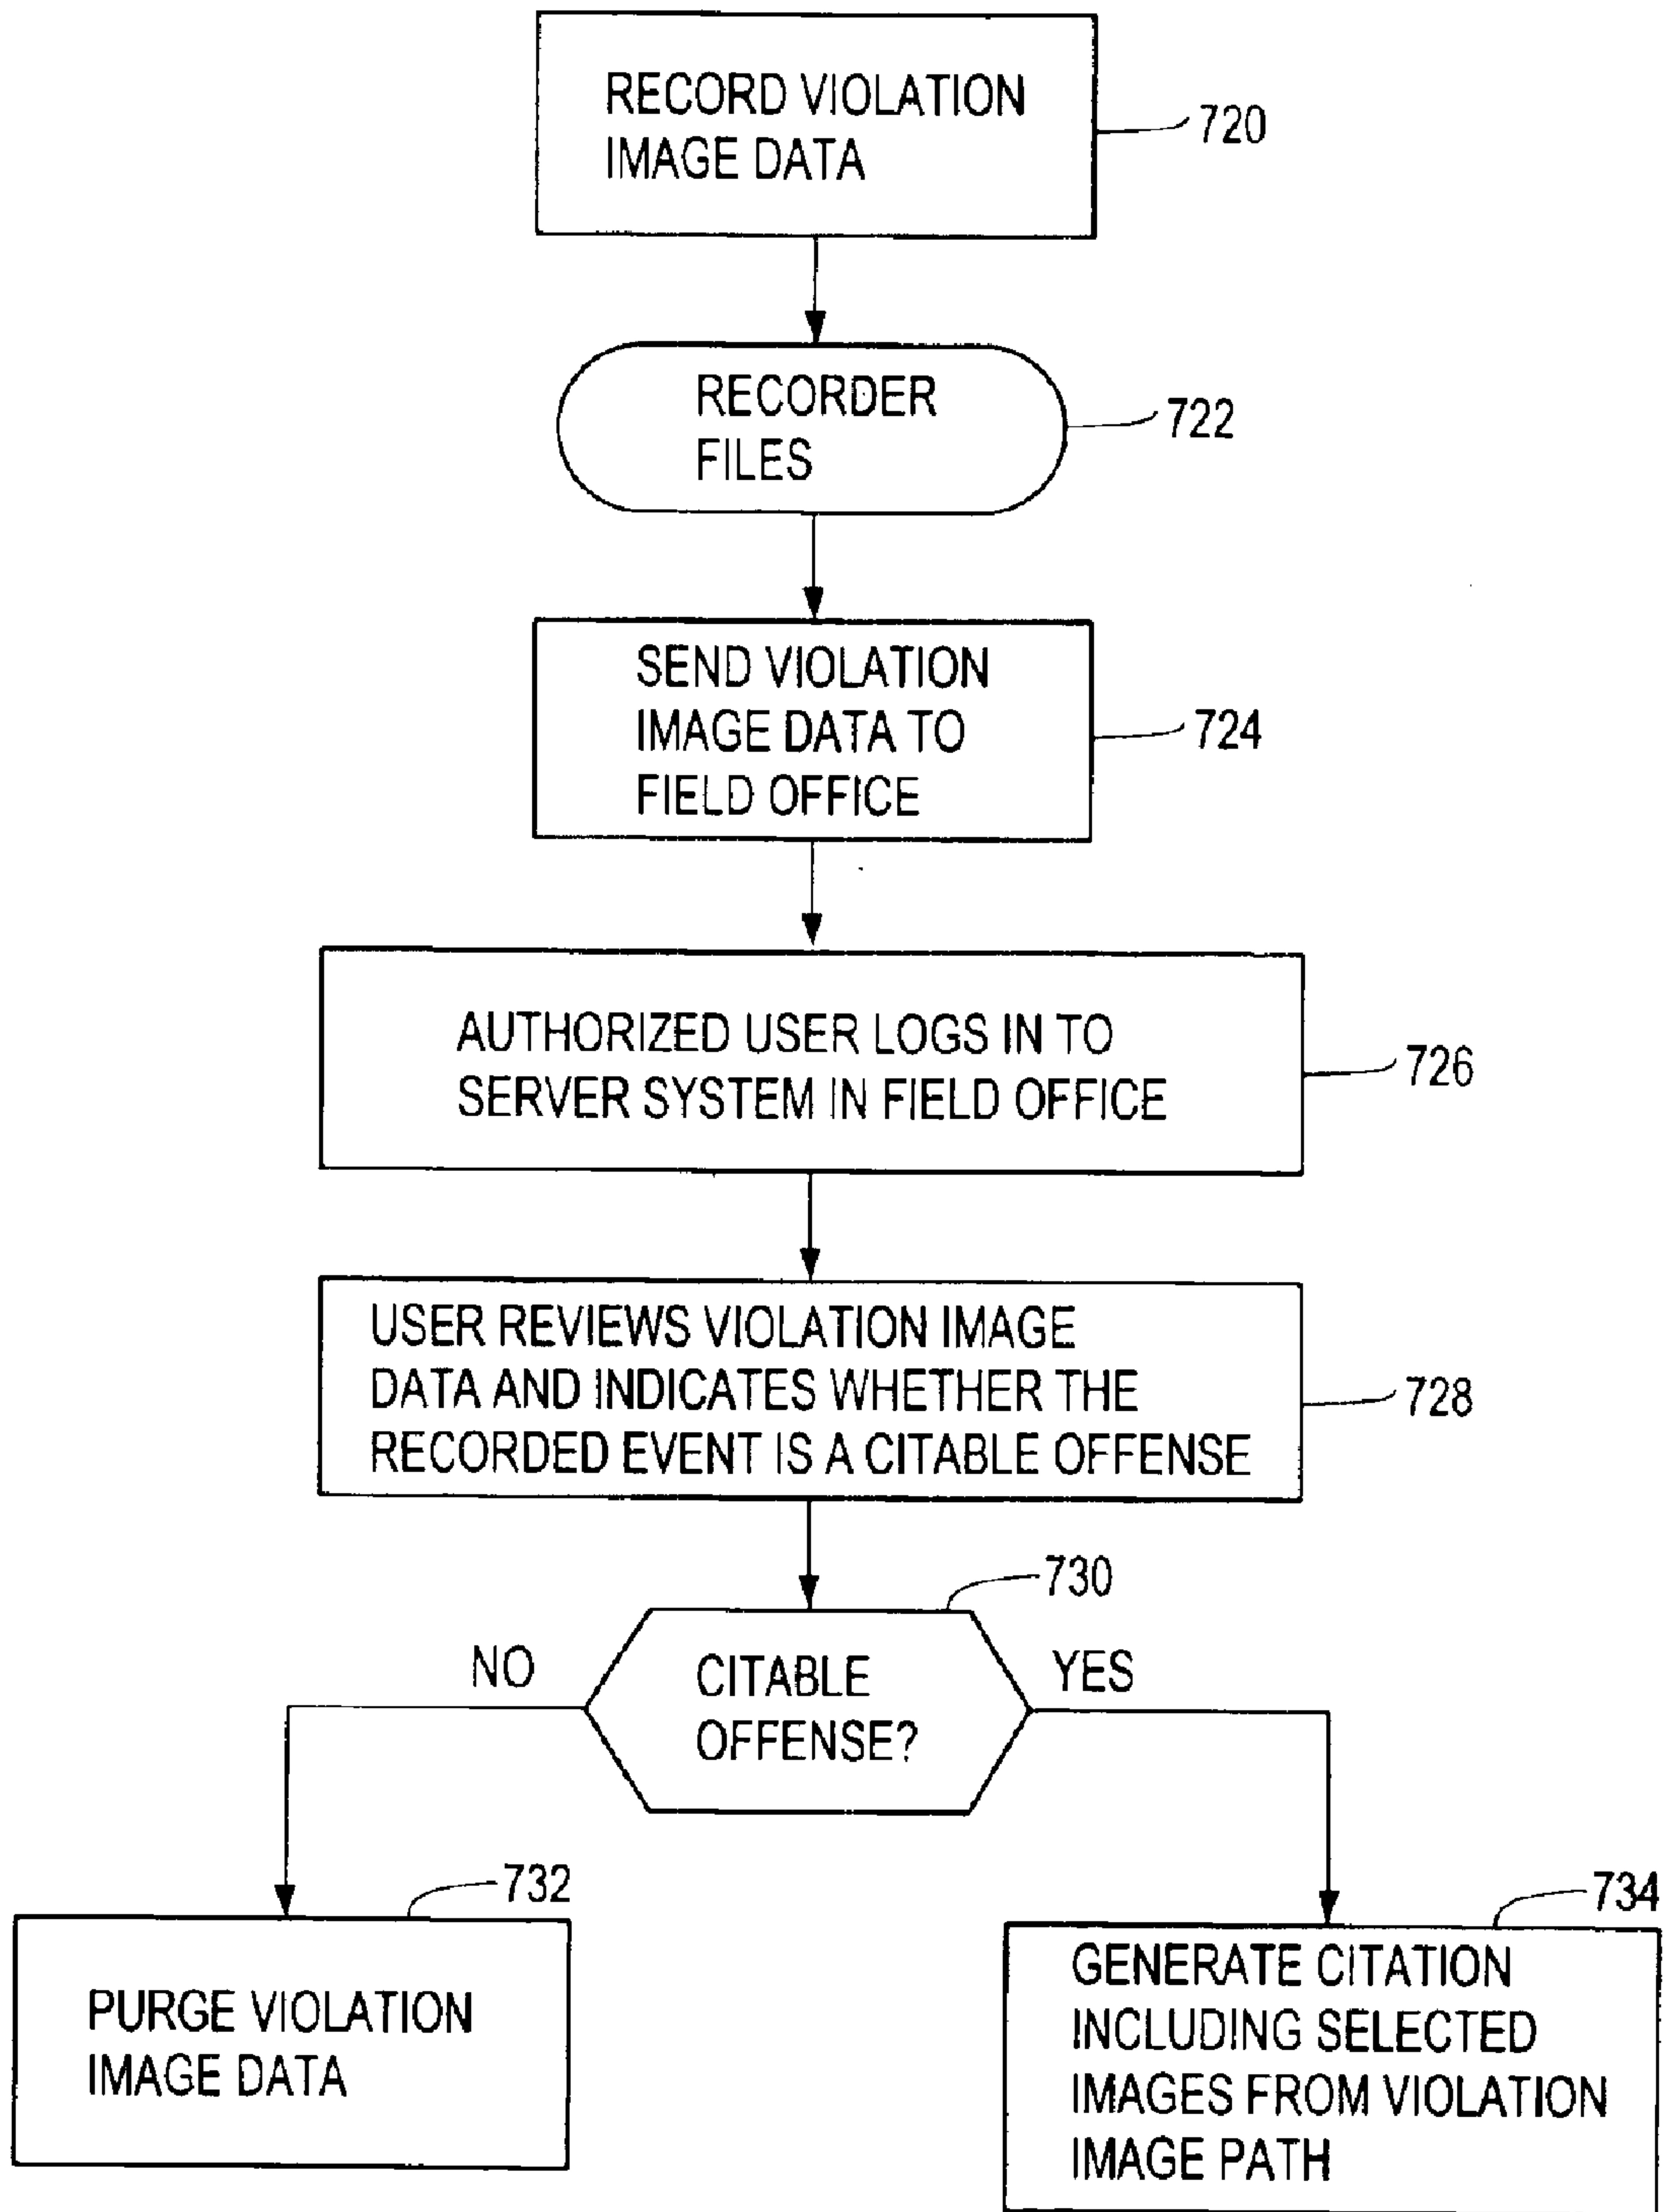 RECORD VIOLATION
IMAGE DATA
720
RECORDER
FILES
722
SEND VIOLATION
IMAGE DATA TO
FIELD OFFICE
724
AUTHORIZED USER LOGS IN TO
SERVER SYSTEM IN FIELD OFFICE
726
USER REVIEWS VIOLATION IMAGE
DATA AND INDICATES WHETHER THE
RECORDED EVENT IS A CITABLE OFFENSE
728
730
NO
CITABLE
OFFENSE?
YES
732
PURGE VIOLATION
IMAGE DATA
734
GENERATE CITATION
INCLUDING SELECTED
IMAGES FROM VIOLATION
IMAGE PATH